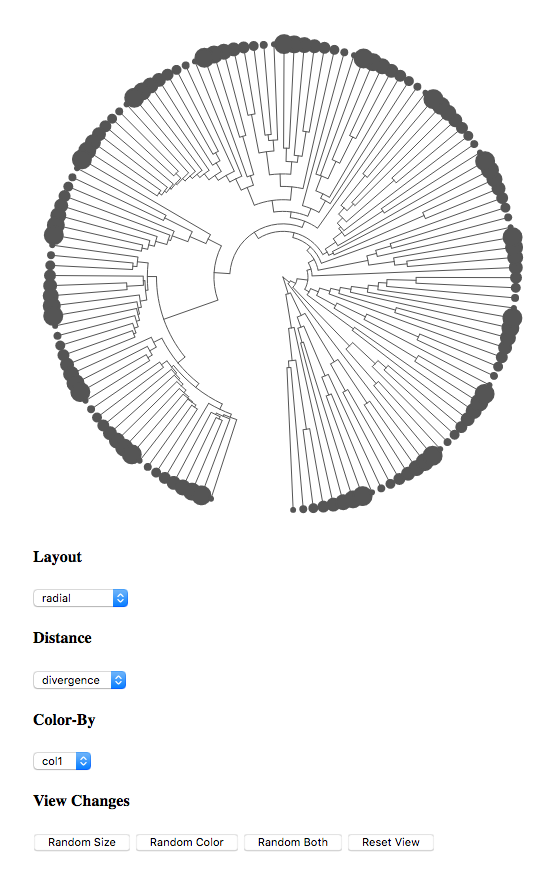 Layout
radial
Distance
divergence
Color-By
col1
View Changes
Random Size Random Color Random Both Reset View